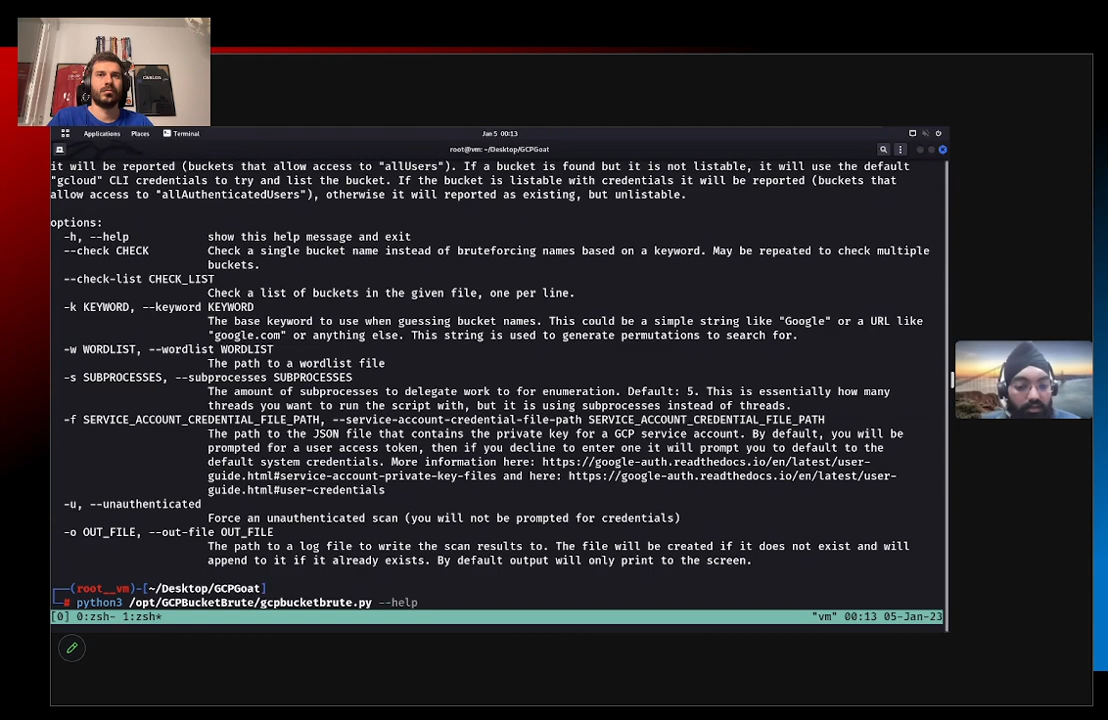 CARLOS
Applications Places Terminal Jan 5 00:13
root@vm: ~/Desktop/GCPGoat
it will be reported (buckets that allow access to "allUsers"). If a bucket is found but it is not listable, it will use the default
"gcloud" CLI credentials to try and list the bucket. If the bucket is listable with credentials it will be reported (buckets that
allow access to "allAuthenticatedUsers"), otherwise it will reported as existing, but unlistable.
options:
-h, --help show this help message and exit
--check CHECK Check a single bucket name instead of bruteforcing names based on a keyword. May be repeated to check multiple
buckets.
--check-list CHECK_LIST
Check a list of buckets in the given file, one per line.
-k KEYWORD, --keyword KEYWORD
The base keyword to use when guessing bucket names. This could be a simple string like "Google" or a URL like
"google.com" or anything else. This string is used to generate permutations to search for.
-w WORDLIST, --wordlist WORDLIST
The path to a wordlist file
-s SUBPROCESSES, --subprocesses SUBPROCESSES
The amount of subprocesses to delegate work to for enumeration. Default: 5. This is essentially how many
threads you want to run the script with, but it is using subprocesses instead of threads.
-f SERVICE_ACCOUNT_CREDENTIAL_FILE_PATH, --service-account-credential-file-path SERVICE_ACCOUNT_CREDENTIAL_FILE_PATH
The path to the JSON file that contains the private key for a GCP service account. By default, you will be
prompted for a user access token, then if you decline to enter one it will prompt you to default to the
default system credentials. More information here: https://google-auth.readthedocs.io/en/latest/user-
guide.html#service-account-private-key-files and here: https://google-auth.readthedocs.io/en/latest/user-
guide.html#user-credentials
-u, --unauthenticated
Force an unauthenticated scan (you will not be prompted for credentials)
-o OUT_FILE, --out-file OUT_FILE
The path to a log file to write the scan results to. The file will be created if it does not exist and will
append to it if it already exists. By default output will only print to the screen.
(root__vm)-[~/Desktop/GCPGoat]
# python3 /opt/GCPBucketBrute/gcpbucketbrute.py --help
[0] 0:zsh- 1:zsh* "vm" 00:13 05-Jan-23